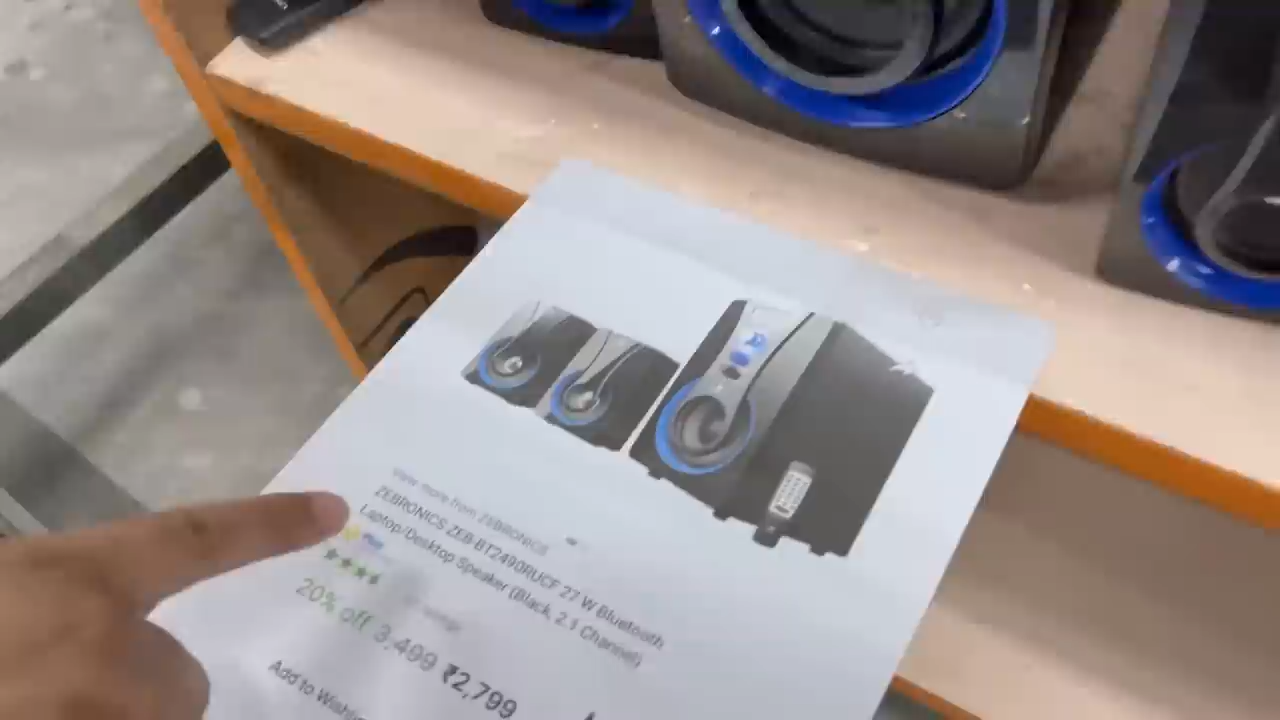 View more from ZEBRONICS
ZEBRONICS ZEB-BT2490RUCF 27 W Bluetooth
Laptop/Desktop Speaker (Black, 2.1 Channel)
Plus
20% off 3,499 ₹2,799
Add to